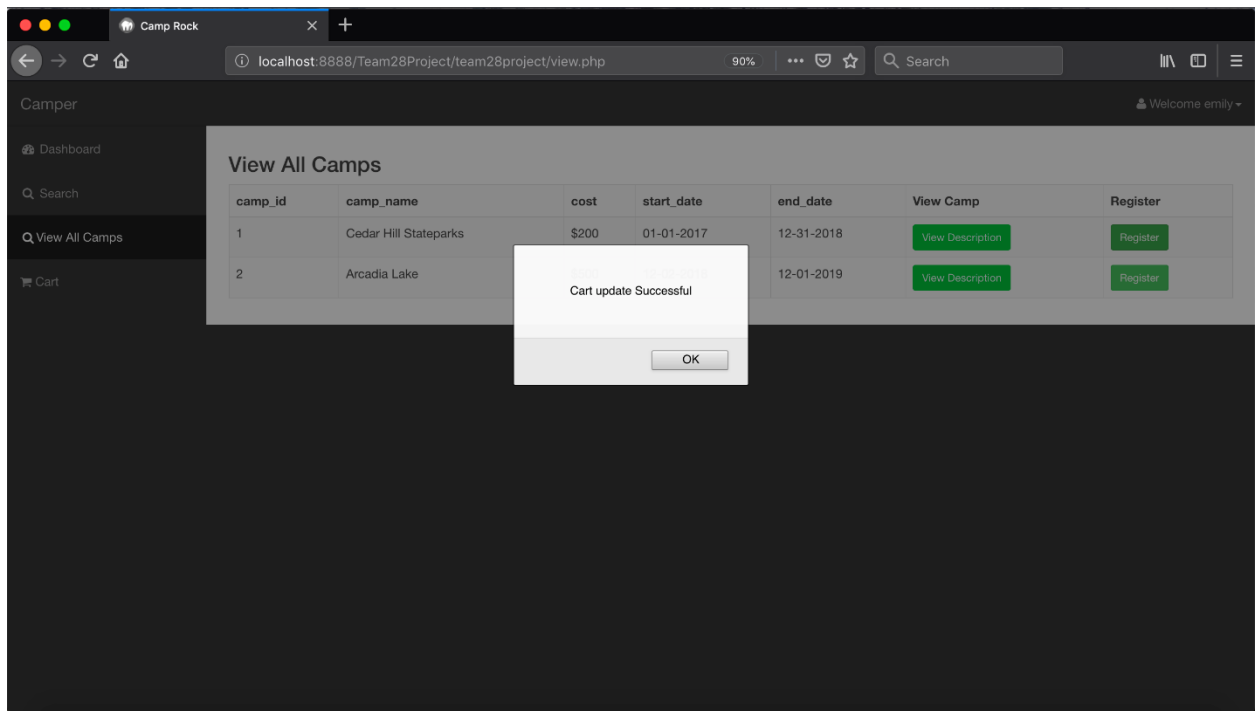 Camp Rock
localhost:8888/Team28Project/team28project/view.php 90% Search
Camper Welcome emily
Dashboard
Search
View All Camps
Cart
View All Camps
camp_id camp_name cost start_date end_date View Camp Register
1 Cedar Hill Stateparks $200 01-01-2017 12-31-2018 View Description Register
2 Arcadia Lake 12-01-2019 View Description Register
Cart update Successful
OK